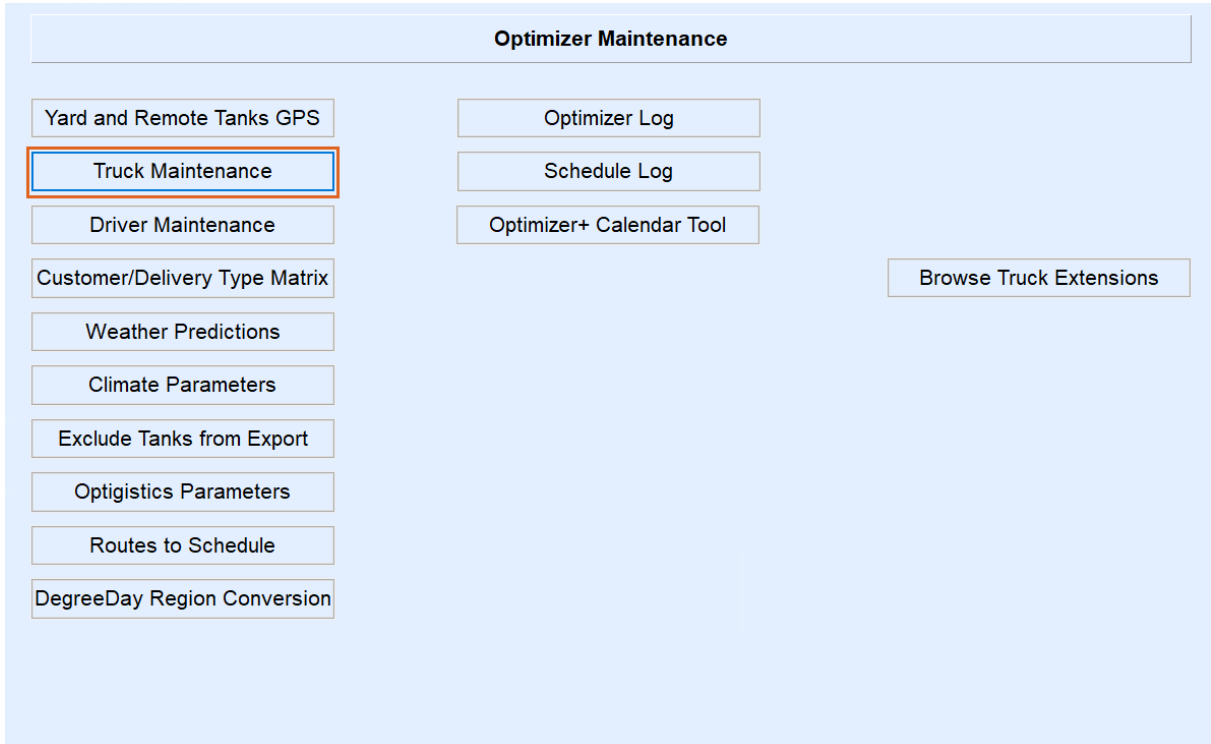 Optimizer Maintenance
Yard and Remote Tanks GPS
Truck Maintenance
Driver Maintenance
Customer/Delivery Type Matrix
Weather Predictions
Climate Parameters
Exclude Tanks from Export
Optigistics Parameters
Routes to Schedule
DegreeDay Region Conversion
Optimizer Log
Schedule Log
Optimizer+ Calendar Tool
Browse Truck Extensions